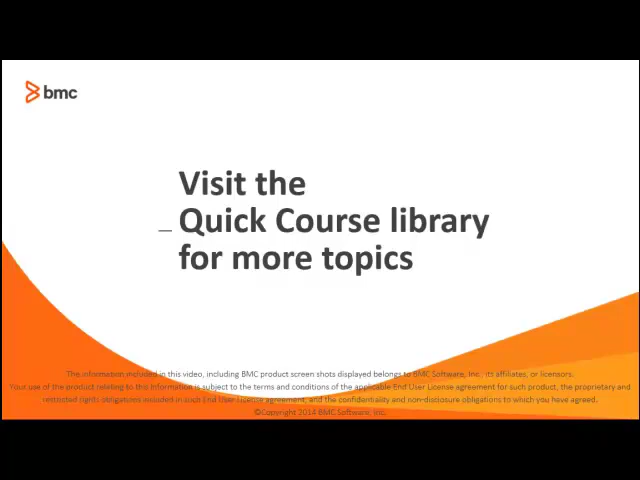 bmc
Visit the
Quick Course library
for more topics
The information included in this video, including BMC product screen shots displayed belongs to BMC Software, Inc., its affiliates, or licensors.
Your use of the product relating to this information is subject to the terms and conditions of the applicable End User License agreement for such product, the proprietary and
restricted rights obligations included in such End User License agreement, and the confidentiality and non-disclosure obligations to which you have agreed.
©Copyright 2014 BMC Software, Inc.